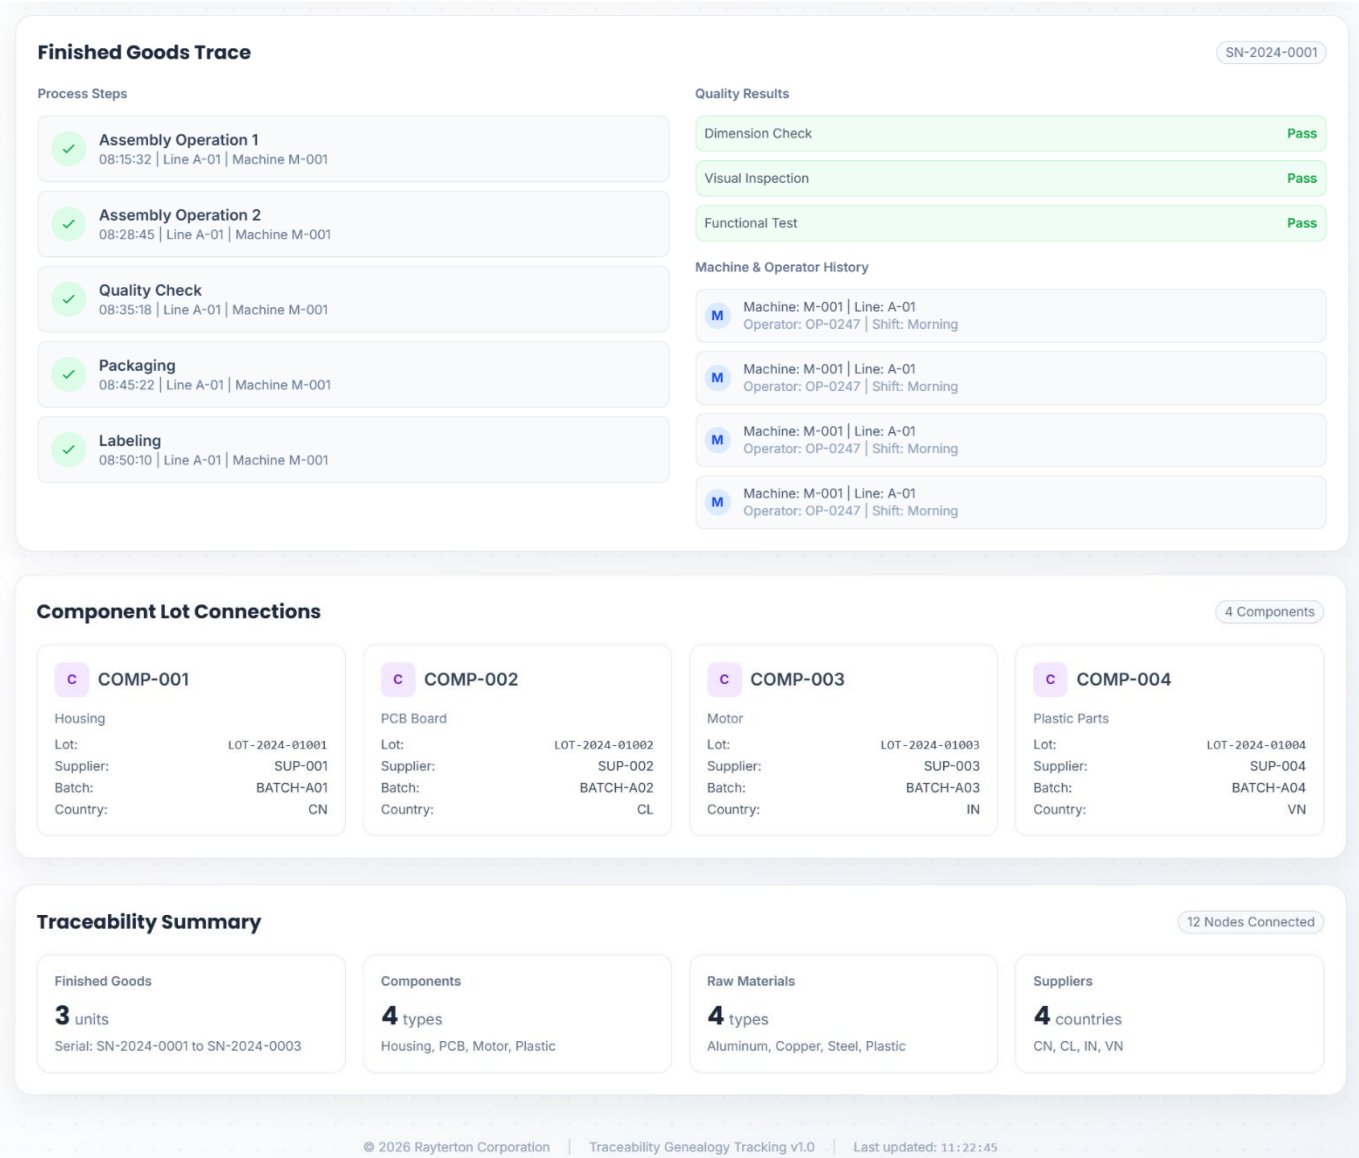 Finished Goods Trace
SN-2024-0001
Process Steps
Assembly Operation 1
08:15:32 | Line A-01 | Machine M-001
Assembly Operation 2
08:28:45 | Line A-01 | Machine M-001
Quality Check
08:35:18 | Line A-01 | Machine M-001
Packaging
08:45:22 | Line A-01 | Machine M-001
Labeling
08:50:10 | Line A-01 | Machine M-001
Quality Results
Dimension Check Pass
Visual Inspection Pass
Functional Test Pass
Machine & Operator History
M
Machine: M-001 | Line: A-01
Operator: OP-0247 | Shift: Morning
M
Machine: M-001 | Line: A-01
Operator: OP-0247 | Shift: Morning
M
Machine: M-001 | Line: A-01
Operator: OP-0247 | Shift: Morning
M
Machine: M-001 | Line: A-01
Operator: OP-0247 | Shift: Morning
Component Lot Connections
4 Components
C COMP-001
Housing
Lot: LOT-2024-01001
Supplier: SUP-001
Batch: BATCH-A01
Country: CN
C COMP-002
PCB Board
Lot: LOT-2024-01002
Supplier: SUP-002
Batch: BATCH-A02
Country: CL
C COMP-003
Motor
Lot: LOT-2024-01003
Supplier: SUP-003
Batch: BATCH-A03
Country: IN
C COMP-004
Plastic Parts
Lot: LOT-2024-01004
Supplier: SUP-004
Batch: BATCH-A04
Country: VN
Traceability Summary
12 Nodes Connected
Finished Goods
3 units
Serial: SN-2024-0001 to SN-2024-0003
Components
4 types
Housing, PCB, Motor, Plastic
Raw Materials
4 types
Aluminum, Copper, Steel, Plastic
Suppliers
4 countries
CN, CL, IN, VN
© 2026 Rayterton Corporation | Traceability Genealogy Tracking v1.0 | Last updated: 11:22:45